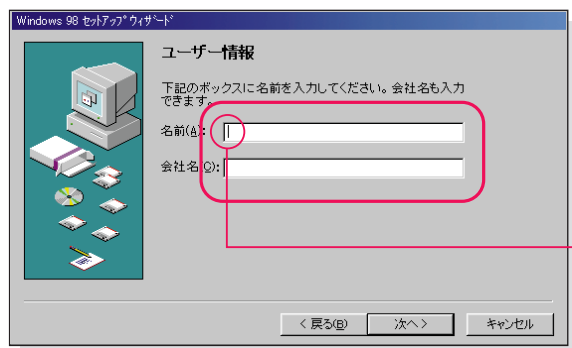 Windows 98 ｾｯﾄｱｯﾌﾟ ｳｨｻﾞｰﾄﾞ
ユーザー情報
下記のボックスに名前を入力してください。会社名も入力
できます。
名前(A):
会社名(C):
< 戻る(B)
次へ >
キャンセル